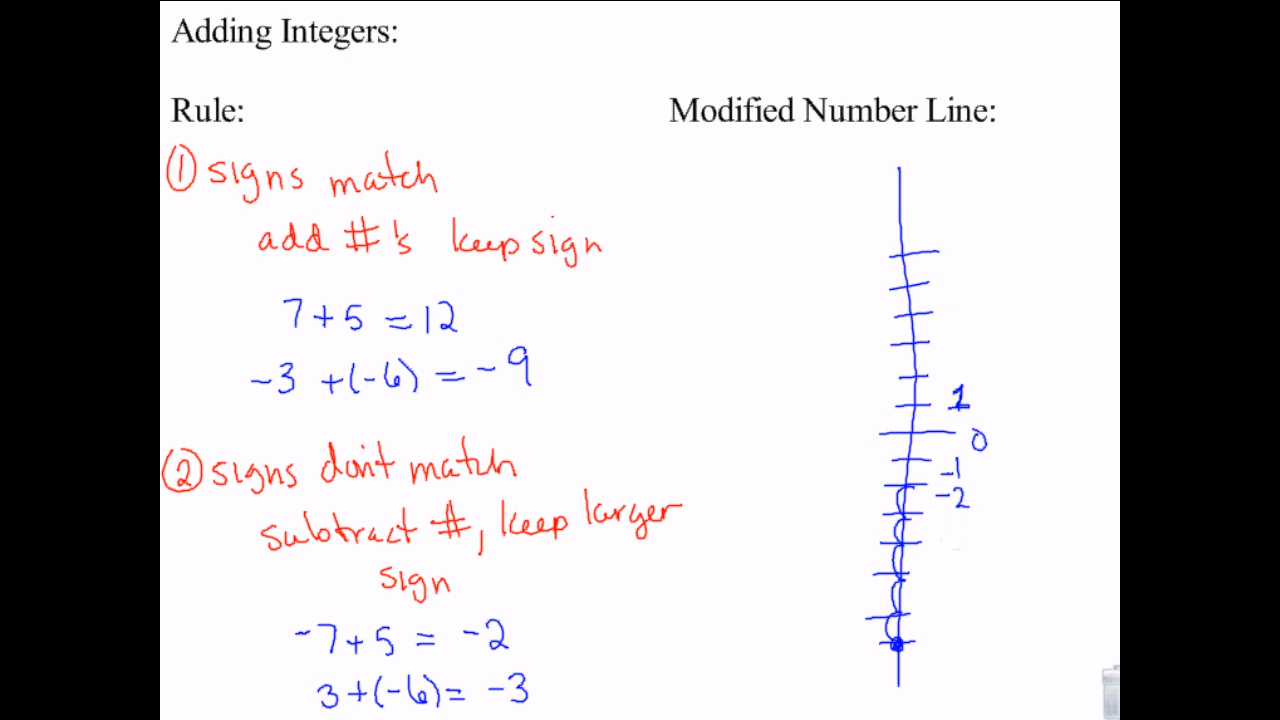 Adding Integers:
Rule:
① signs match
add #'s keep sign
7 + 5 = 12
-3 + (-6) = -9
② signs don't match
subtract #, keep larger
sign
-7 + 5 = -2
3 + (-6) = -3
Modified Number Line:
1
0
-1
-2